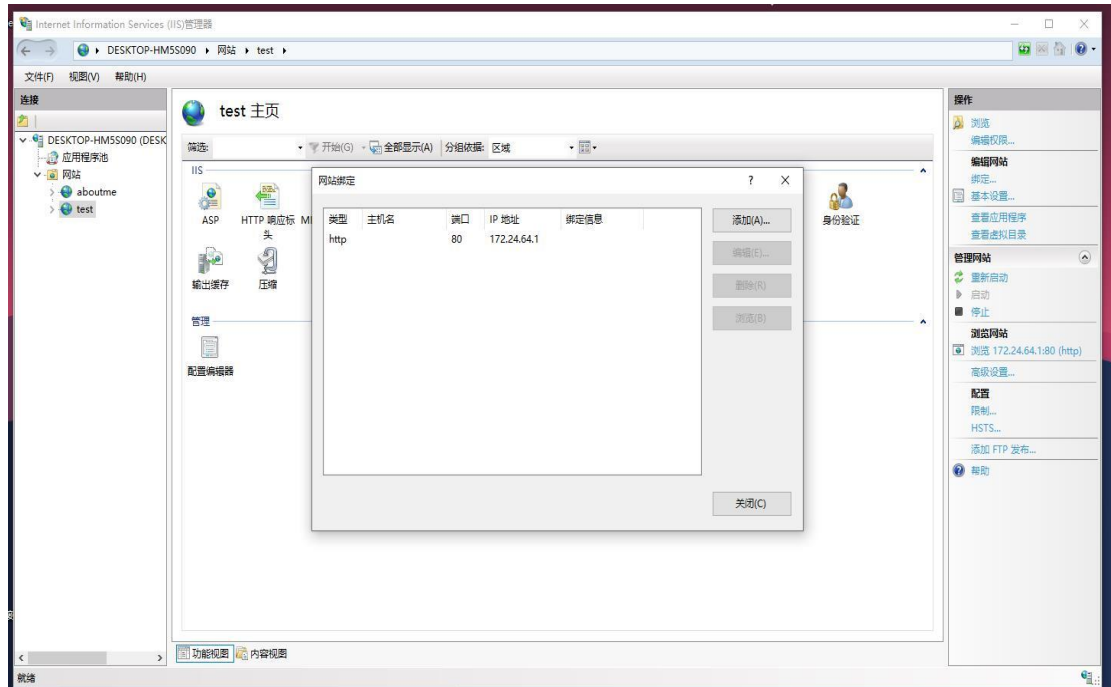 Internet Information Services (IIS)管理器
DESKTOP-HM5S090 网站 test
文件(F) 视图(V) 帮助(H)
连接
DESKTOP-HM5S090 (DESK
应用程序池
网站
aboutme
test
test 主页
筛选: 开始(G) 全部显示(A) 分组依据: 区域
IIS
ASP
HTTP 响应标
头
MI
身份验证
输出缓存
压缩
管理
配置编辑器
网站绑定 ?
类型 主机名 端口 IP 地址 绑定信息
http 80 172.24.64.1
添加(A)...
编辑(E)...
删除(R)
浏览(B)
关闭(C)
功能视图 内容视图
就绪
操作
浏览
编辑权限...
编辑网站
绑定...
基本设置...
查看应用程序
查看虚拟目录
管理网站
重新启动
启动
停止
浏览网站
浏览 172.24.64.1:80 (http)
高级设置...
配置
限制...
HSTS...
添加 FTP 发布...
帮助